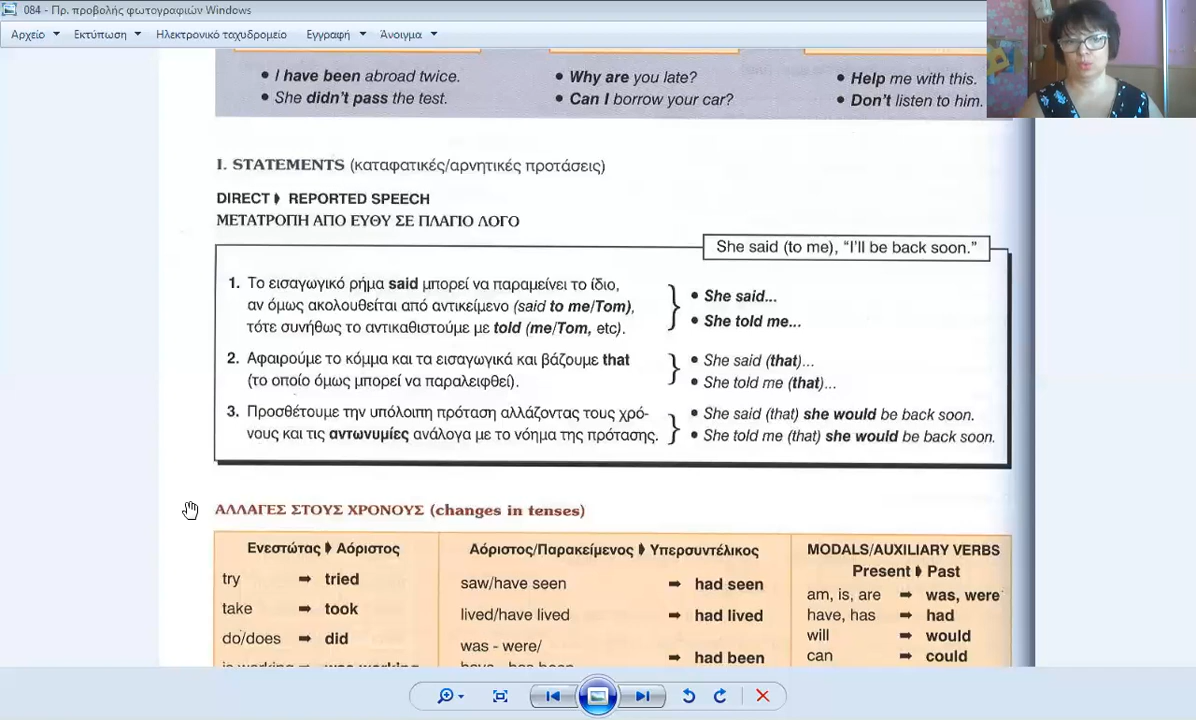 084 - Πρ. προβολής φωτογραφιών Windows
Αρχείο Εκτύπωση Ηλεκτρονικό ταχυδρομείο Εγγραφή Άνοιγμα
• I have been abroad twice.
• She didn't pass the test.
• Why are you late?
• Can I borrow your car?
• Help me with this.
• Don't listen to him.
I. STATEMENTS (καταφατικές/αρνητικές προτάσεις)
DIRECT REPORTED SPEECH
ΜΕΤΑΤΡΟΠΗ ΑΠΟ ΕΥΘΥ ΣΕ ΠΛΑΓΙΟ ΛΟΓΟ
She said (to me), “I'll be back soon.”
1. Το εισαγωγικό ρήμα said μπορεί να παραμείνει το ίδιο,
αν όμως ακολουθείται από αντικείμενο (said to me/Tom),
τότε συνήθως το αντικαθιστούμε με told (me/Tom, etc).
• She said...
• She told me...
2. Αφαιρούμε το κόμμα και τα εισαγωγικά και βάζουμε that
(το οποίο όμως μπορεί να παραλειφθεί).
• She said (that)...
• She told me (that)...
3. Προσθέτουμε την υπόλοιπη πρόταση αλλάζοντας τους χρό-
νους και τις αντωνυμίες ανάλογα με το νόημα της πρότασης.
• She said (that) she would be back soon.
• She told me (that) she would be back soon.
ΑΛΛΑΓΕΣ ΣΤΟΥΣ ΧΡΟΝΟΥΣ (changes in tenses)
Ενεστώτας Αόριστος
try ➡ tried
take ➡ took
do/does ➡ did
is working ➡ was working
Αόριστος/Παρακείμενος Υπερσυντέλικος
saw/have seen ➡ had seen
lived/have lived ➡ had lived
was - were/
have - has been ➡ had been
MODALS/AUXILIARY VERBS
Present Past
am, is, are ➡ was, were
have, has ➡ had
will ➡ would
can ➡ could